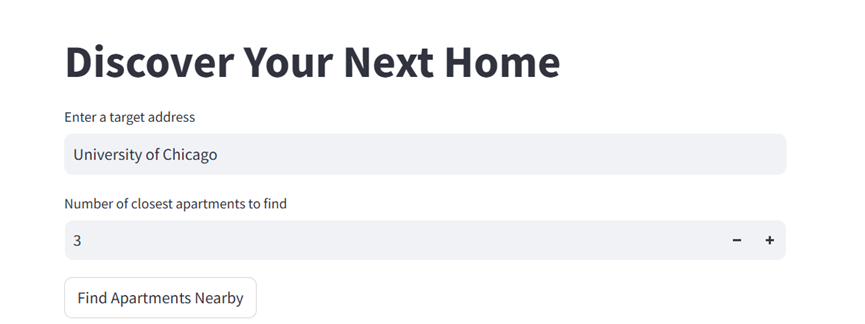 Discover Your Next Home
Enter a target address
University of Chicago
Number of closest apartments to find
3
Find Apartments Nearby